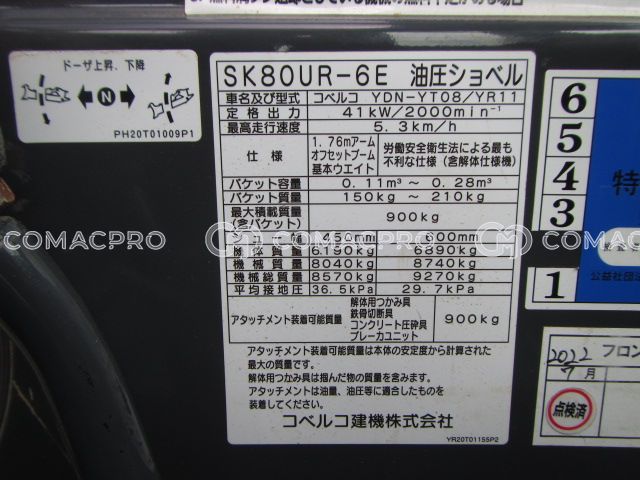 ドーザ上昇、下降
N
PH20T01009P1
SK80UR-6E 油圧ショベル
車名及び型式 コベルコ YDN-YT08/YR11
定格出力 41kW/2000min⁻¹
最高走行速度 5.3km/h
仕様 1.76mアーム オフセットブーム 基本ウエイト 労働安全衛生法による最も不利な仕様(含解体仕様機)
バケット容量 0.11m³ ~ 0.28m³
バケット質量 150kg ~ 210kg
最大積載質量(含バケット) 900kg
450mm 600mm
機体質量 6190kg 6890kg
機械質量 8040kg 8740kg
機械総質量 8570kg 9270kg
平均接地圧 36.5kPa 29.7kPa
アタッチメント装着可能質量 解体用つかみ具 鉄骨切断具 コンクリート圧砕具 ブレーカユニット 900kg
アタッチメント装着可能質量は本体の安定度から計算された
最大の質量です。
解体用つかみ具は掴んだ物の質量を含みます。
アタッチメントは油量、油圧等に適合したものを
装着してください。
コベルコ建機株式会社
YR20T01155P2
6
5
4
3
1
特
公益社団法
2022 フロン
7月
点検済
COMACPRO COMACPRO COMACPRO